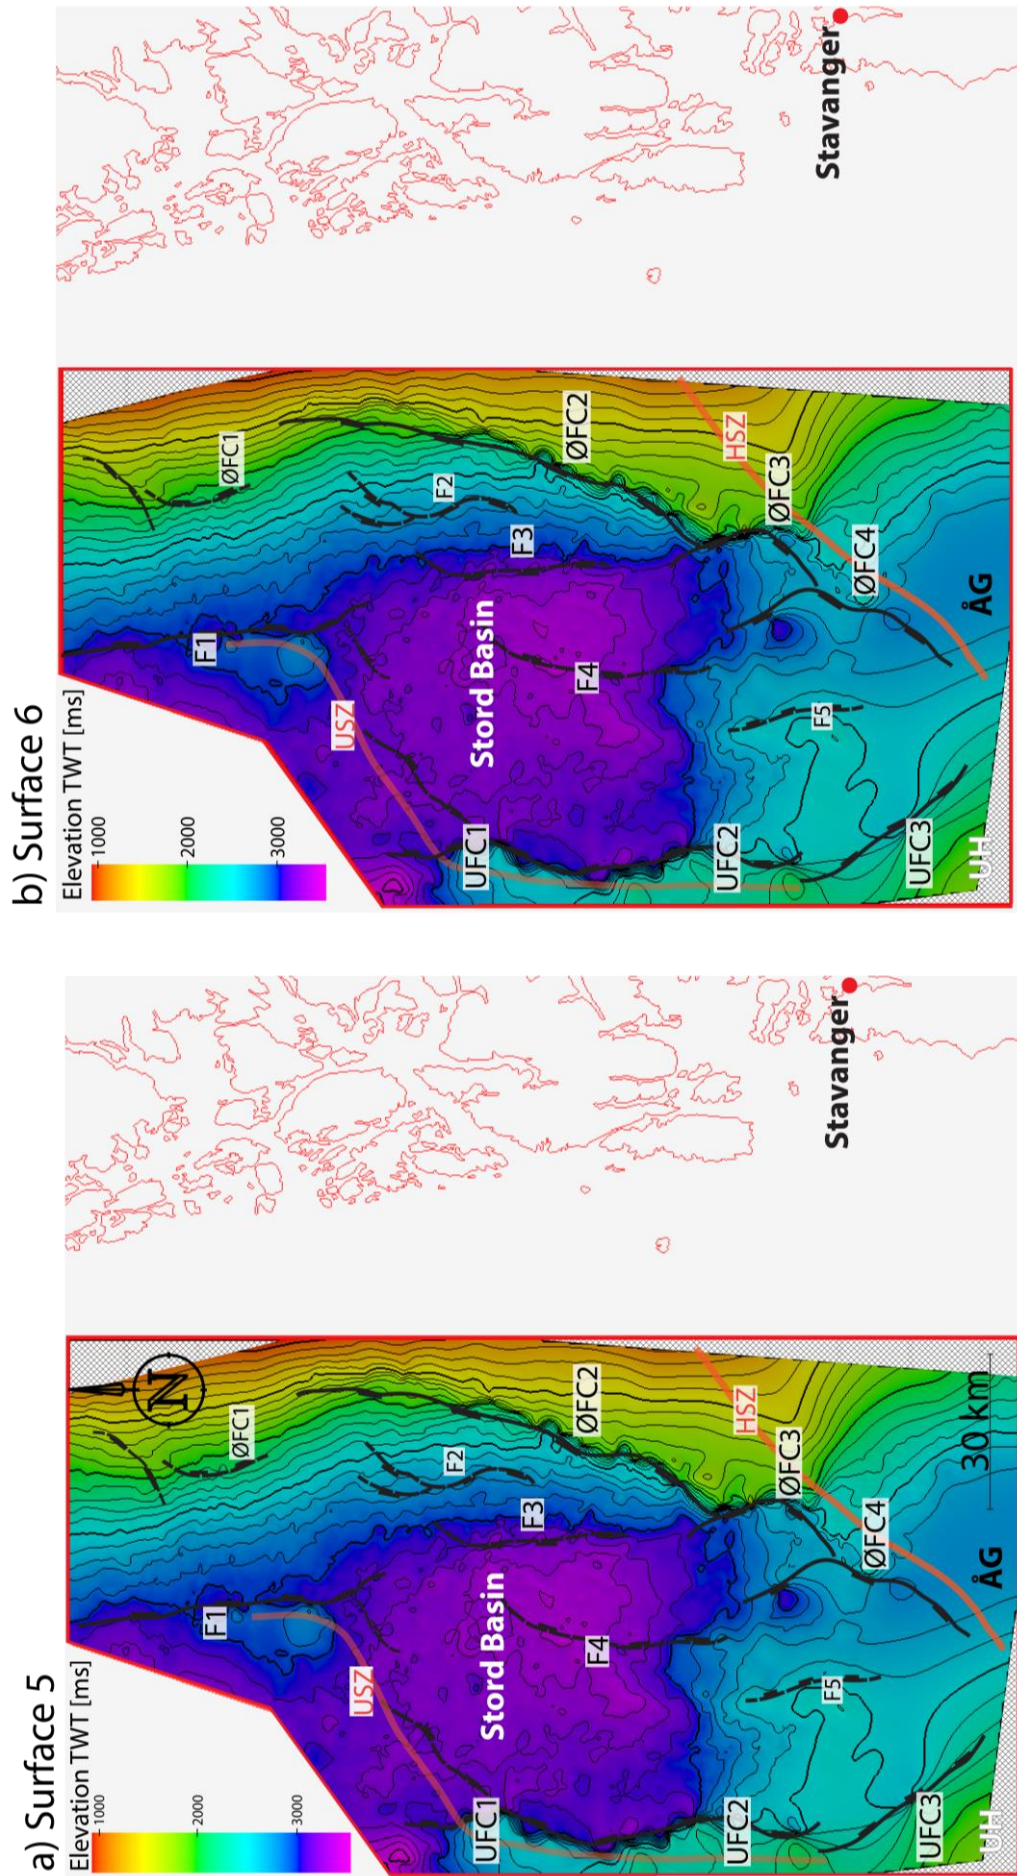 a) Surface 5
Elevation TWT [ms]
-1000
-2000
-3000
N
F1
ØFC1
USZ
F2
F3
UFC1
Stord Basin
ØFC2
F4
UFC2
HSZ
ØFC3
F5
ØFC4
UFC3
UH
ÅG
30 km
Stavanger
b) Surface 6
Elevation TWT [ms]
-1000
-2000
-3000
F1
ØFC1
USZ
F2
F3
UFC1
Stord Basin
ØFC2
F4
UFC2
HSZ
ØFC3
F5
ØFC4
UFC3
UH
ÅG
Stavanger